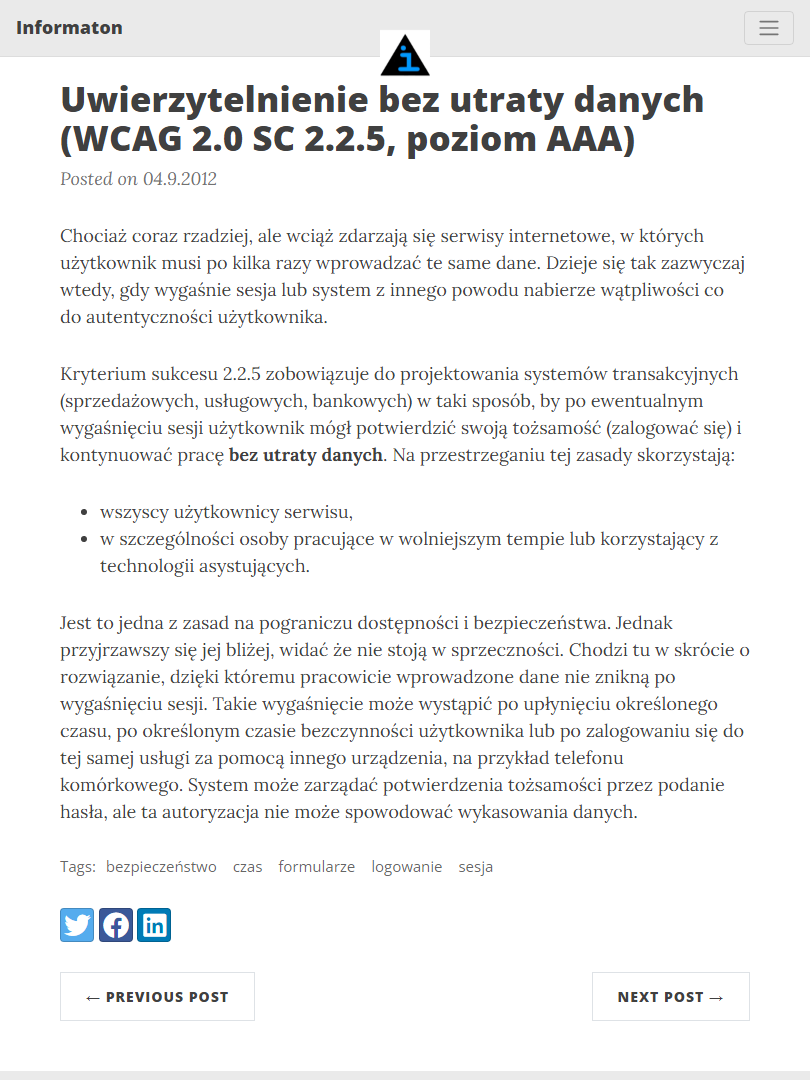 Informaton
i
Uwierzytelnienie bez utraty danych
(WCAG 2.0 SC 2.2.5, poziom AAA)
Posted on 04.9.2012
Chociaż coraz rzadziej, ale wciąż zdarzają się serwisy internetowe, w których
użytkownik musi po kilka razy wprowadzać te same dane. Dzieje się tak zazwyczaj
wtedy, gdy wygaśnie sesja lub system z innego powodu nabierze wątpliwości co
do autentyczności użytkownika.
Kryterium sukcesu 2.2.5 zobowiązuje do projektowania systemów transakcyjnych
(sprzedażowych, usługowych, bankowych) w taki sposób, by po ewentualnym
wygaśnięciu sesji użytkownik mógł potwierdzić swoją tożsamość (zalogować się) i
kontynuować pracę bez utraty danych. Na przestrzeganiu tej zasady skorzystają:
• wszyscy użytkownicy serwisu,
• w szczególności osoby pracujące w wolniejszym tempie lub korzystający z
technologii asystujących.
Jest to jedna z zasad na pograniczu dostępności i bezpieczeństwa. Jednak
przyjrzawszy się jej bliżej, widać że nie stoją w sprzeczności. Chodzi tu w skrócie o
rozwiązanie, dzięki któremu pracowicie wprowadzone dane nie znikną po
wygaśnięciu sesji. Takie wygaśnięcie może wystąpić po upłynięciu określonego
czasu, po określonym czasie bezczynności użytkownika lub po zalogowaniu się do
tej samej usługi za pomocą innego urządzenia, na przykład telefonu
komórkowego. System może zarządać potwierdzenia tożsamości przez podanie
hasła, ale ta autoryzacja nie może spowodować wykasowania danych.
Tags: bezpieczeństwo czas formularze logowanie sesja
← PREVIOUS POST NEXT POST →